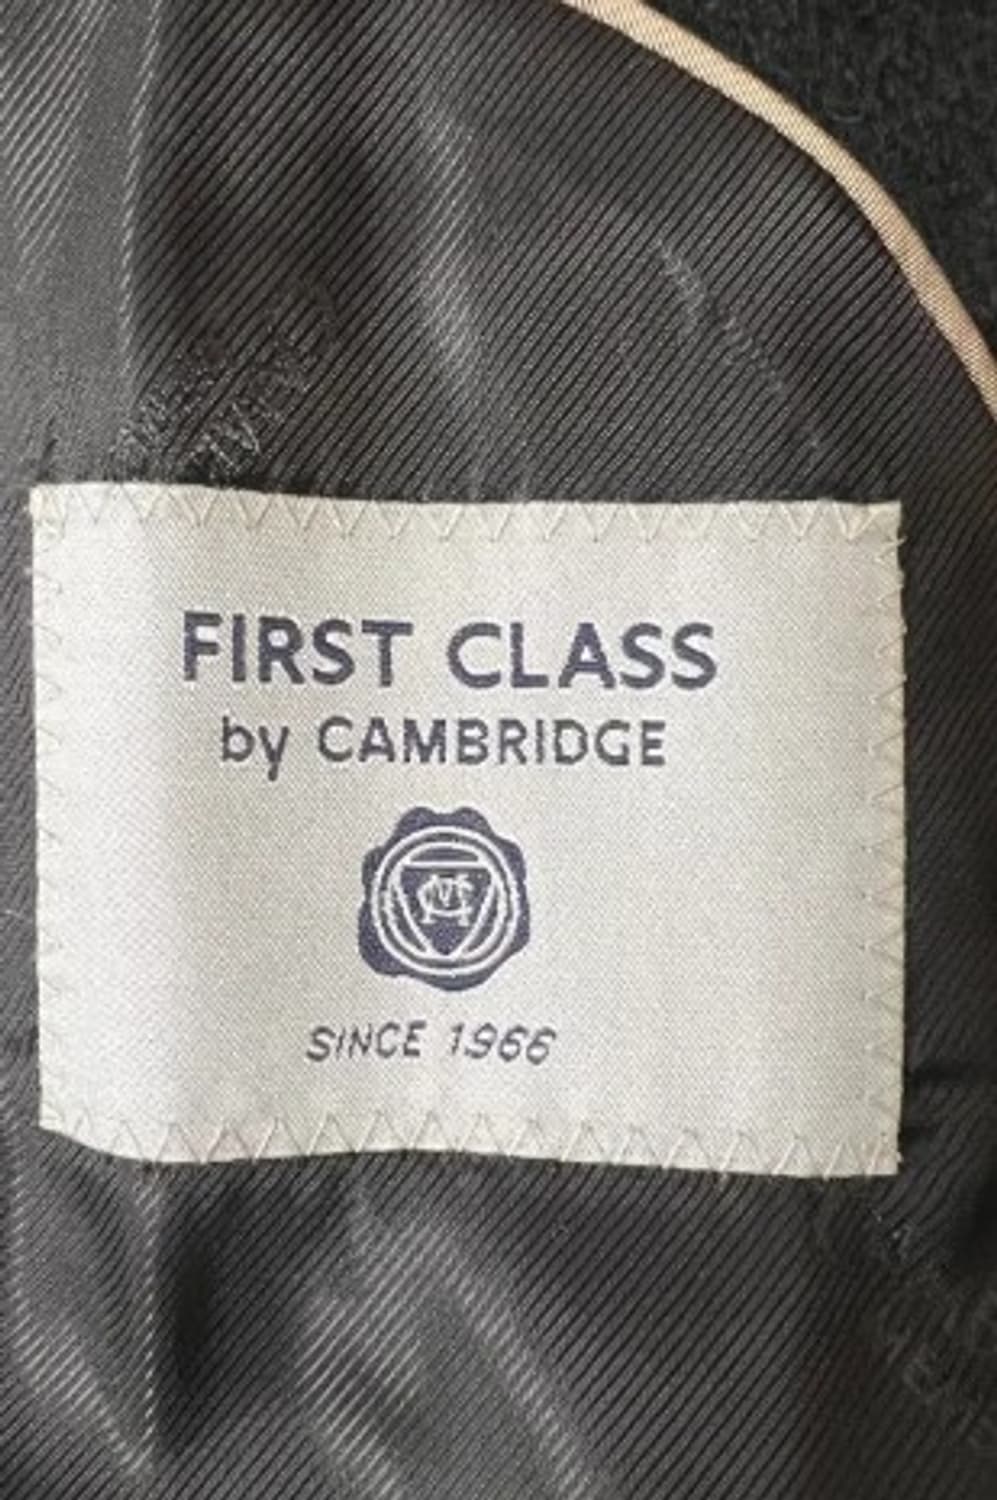 FIRST CLASS
by CAMBRIDGE
SINCE 1966